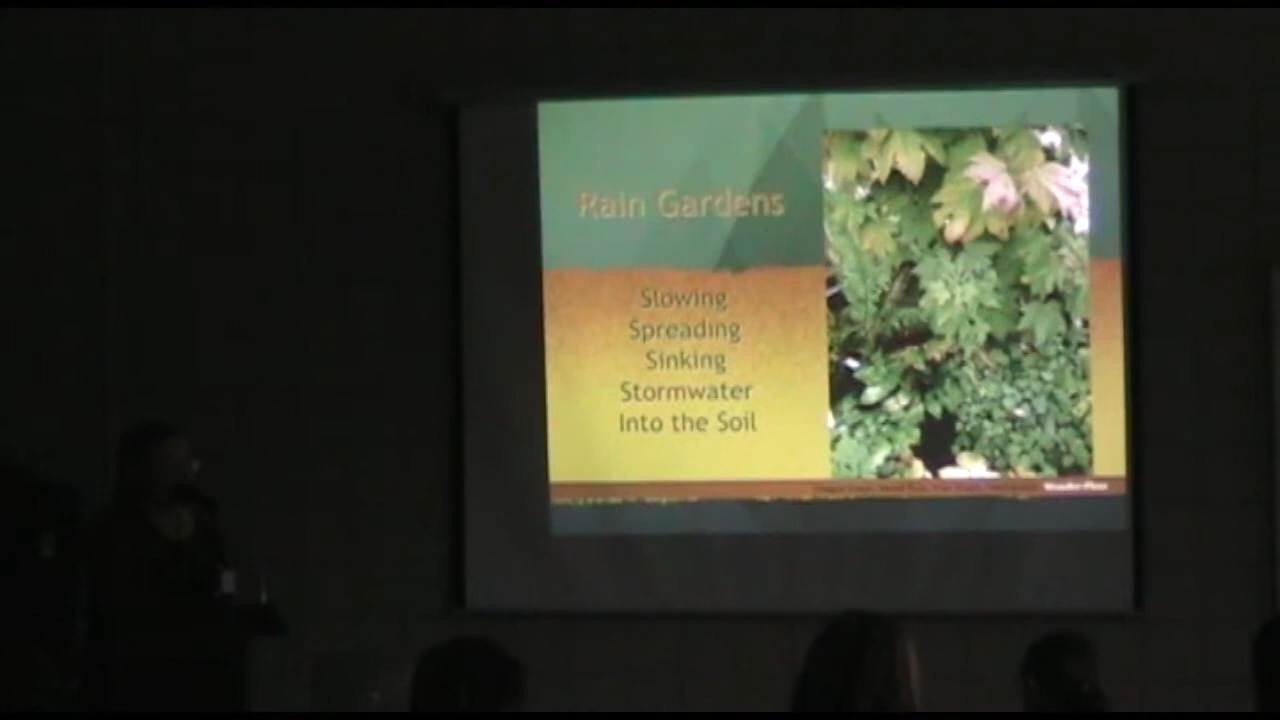 Rain Gardens
Slowing
Spreading
Sinking
Stormwater
Into the Soil